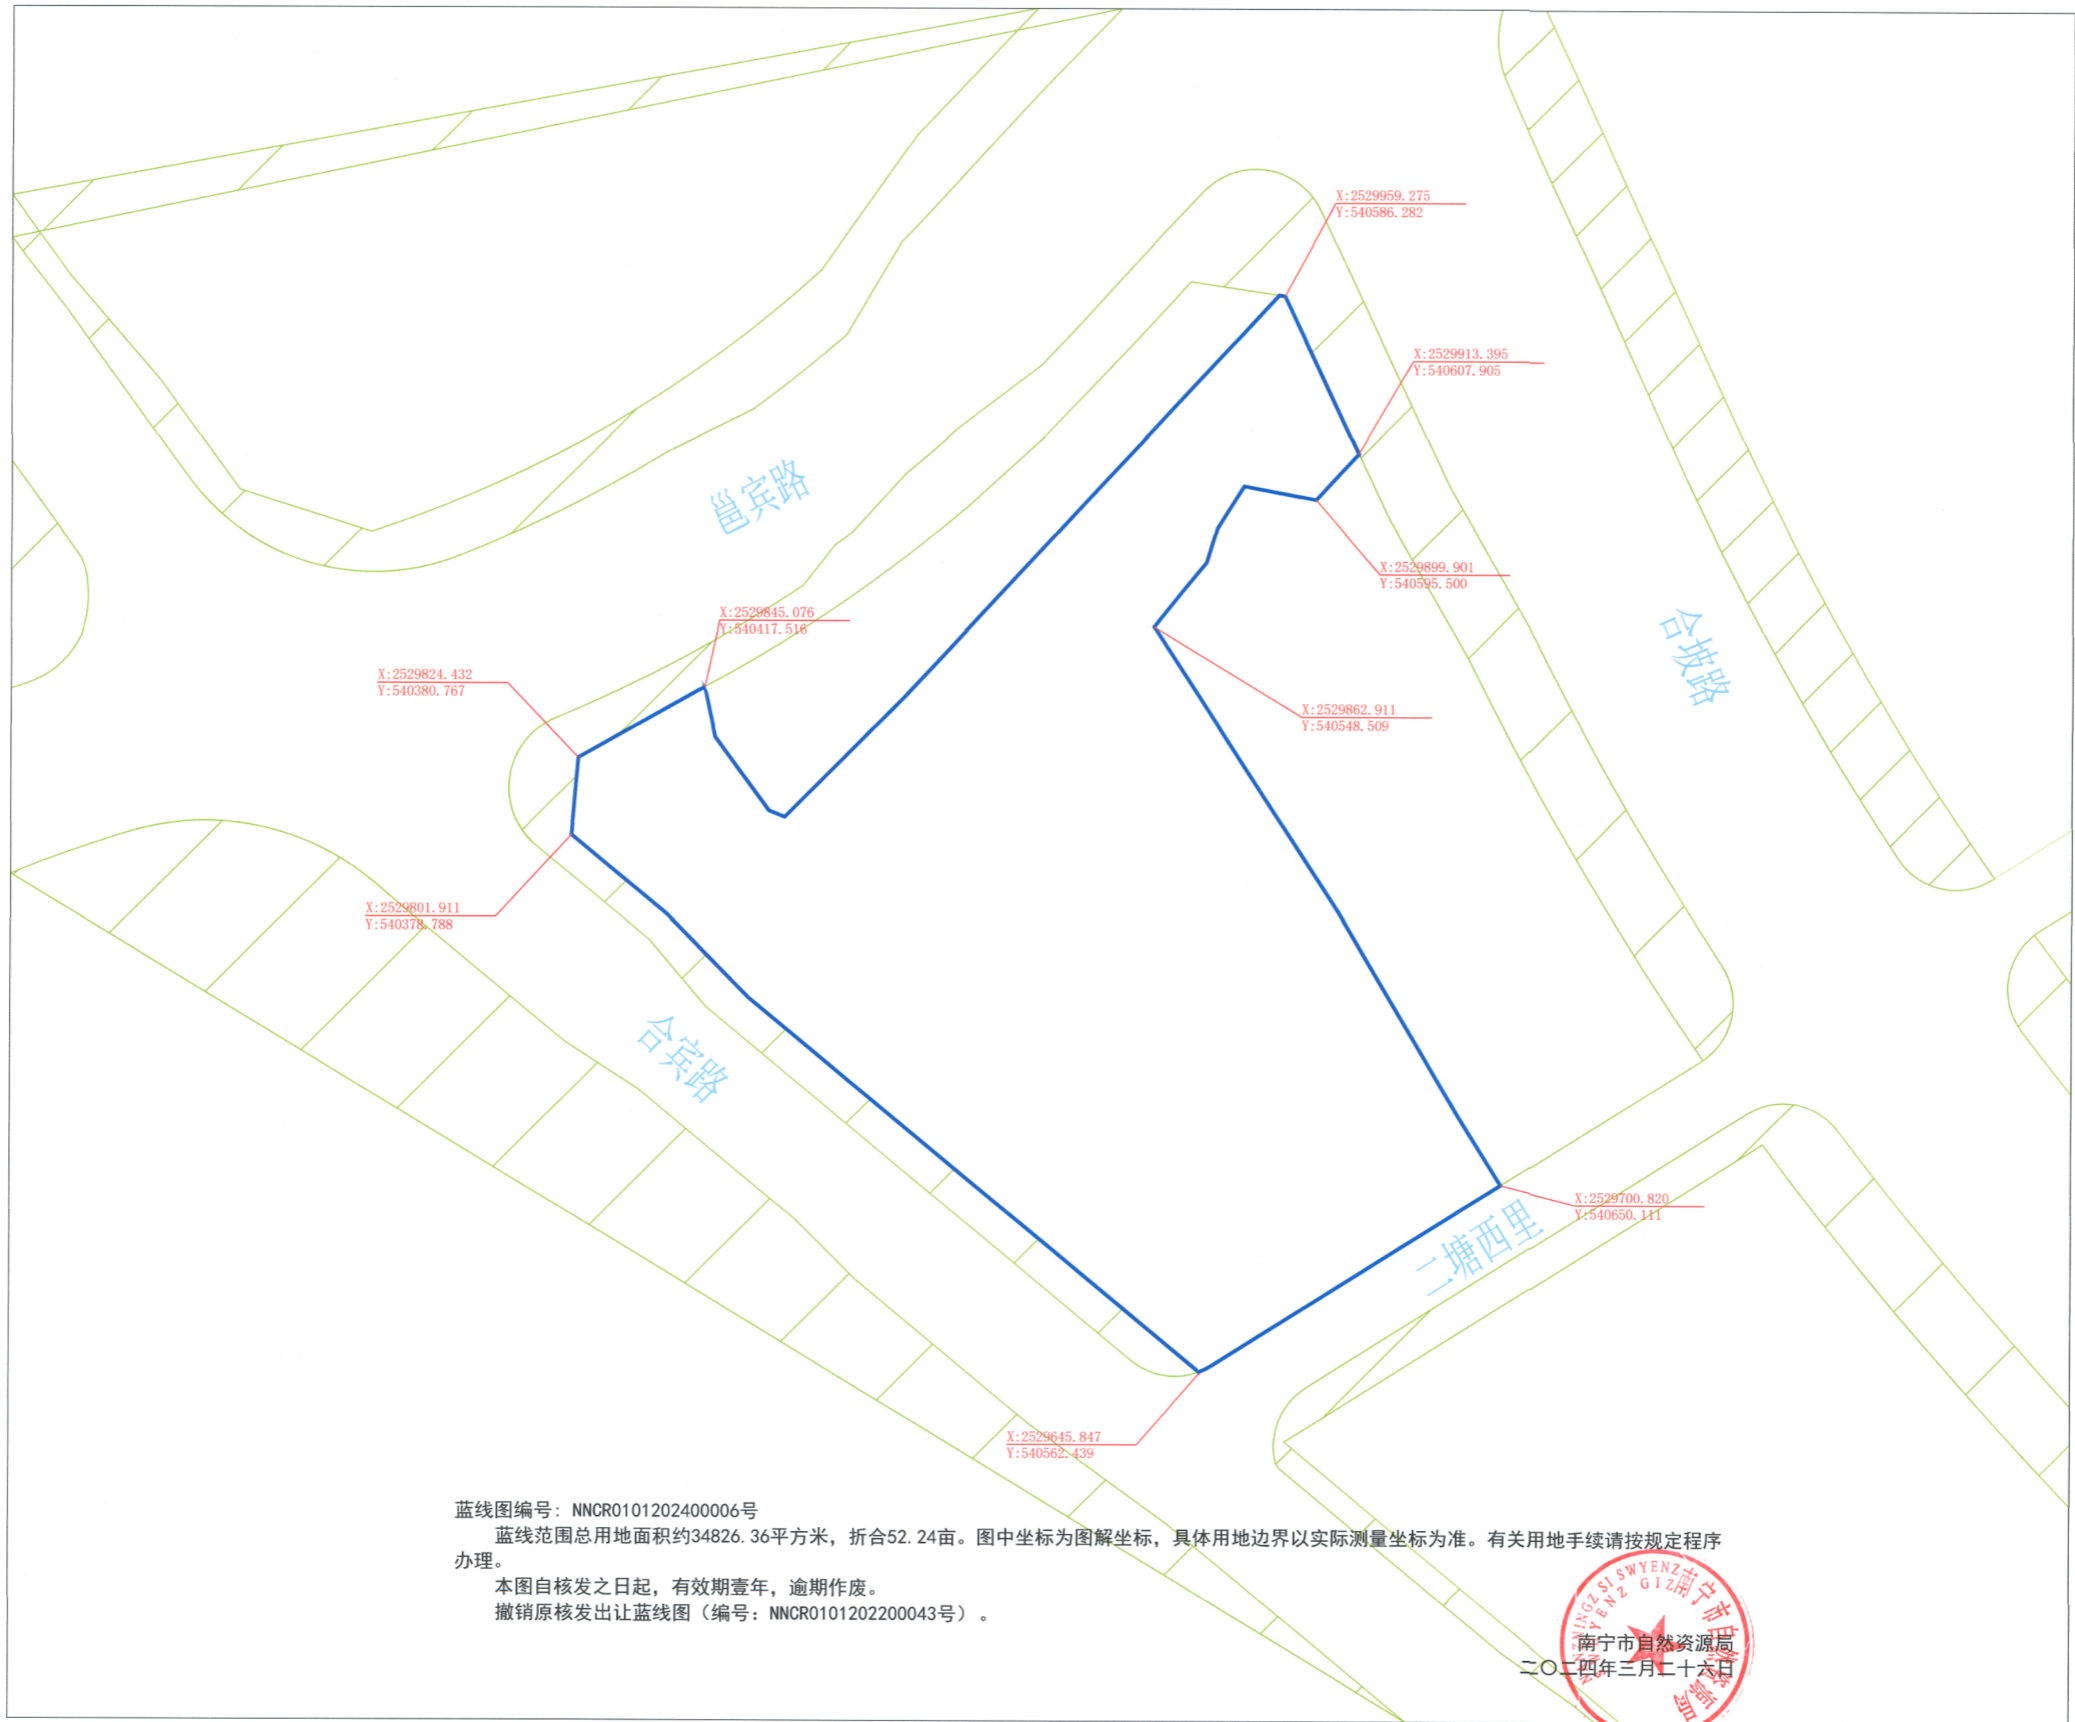 X:2529959.275
Y:540586.282
X:2529913.395
Y:540607.905
邕宾路
X:2529899.901
Y:540595.500
X:2529845.076
Y:540417.516
合坡路
X:2529824.432
Y:540380.767
X:2529862.911
Y:540548.509
X:2529801.911
Y:540378.788
合宾路
X:2529700.820
Y:540650.111
二塘西里
X:2529645.847
Y:540562.439
蓝线图编号：NNCR0101202400006号
蓝线范围总用地面积约34826.36平方米，折合52.24亩。图中坐标为图解坐标，具体用地边界以实际测量坐标为准。有关用地手续请按规定程序
办理。
本图自核发之日起，有效期壹年，逾期作废。
撤销原核发出让蓝线图（编号：NNCR0101202200043号）。
南宁市自然资源局
南宁市自然资源局
二〇二四年三月二十六日